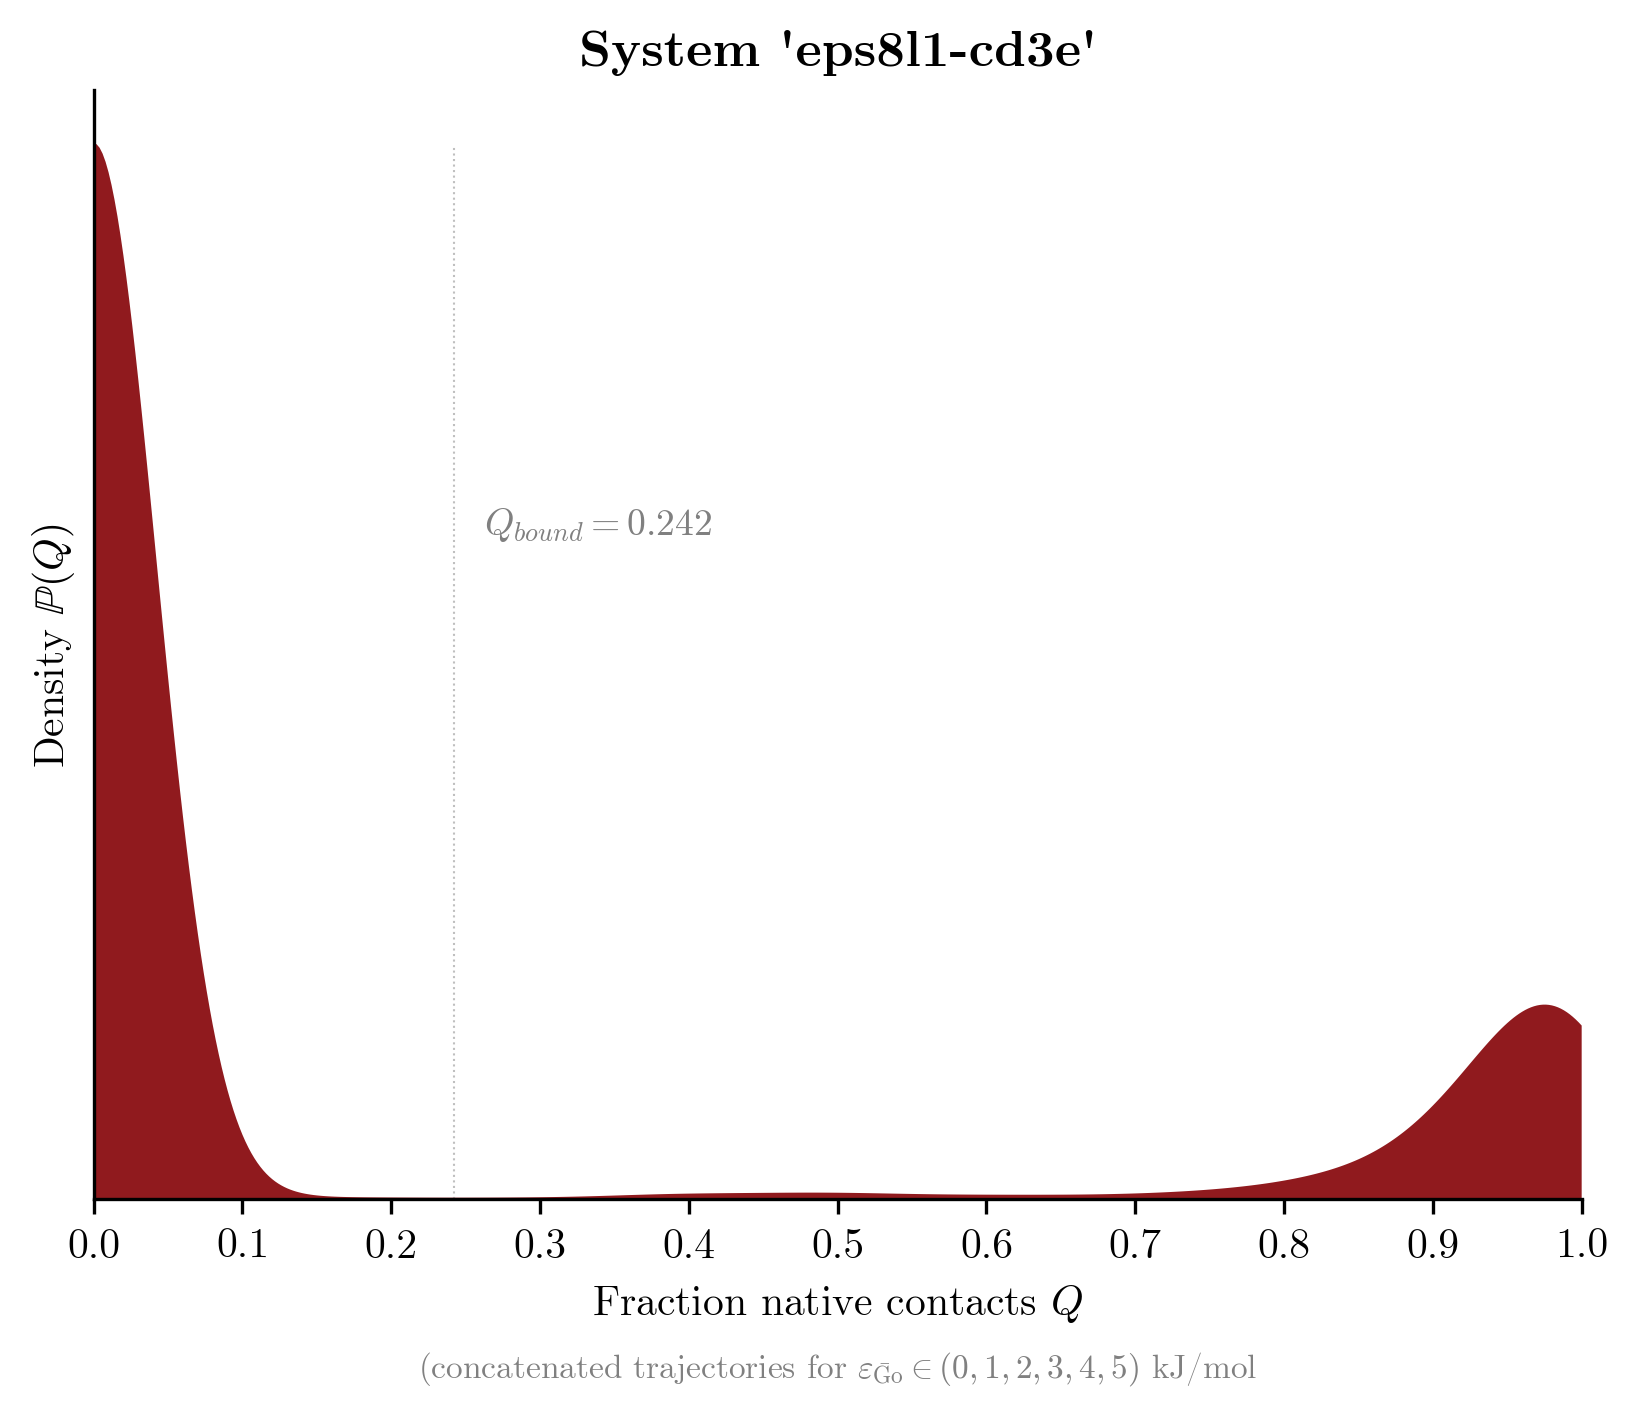 System 'eps8l1-cd3e'
Density ℙ(Q)
Q_bound = 0.242
0.0 0.1 0.2 0.3 0.4 0.5 0.6 0.7 0.8 0.9 1.0
Fraction native contacts Q
(concatenated trajectories for ε_Ḡo ∈ (0, 1, 2, 3, 4, 5) kJ/mol